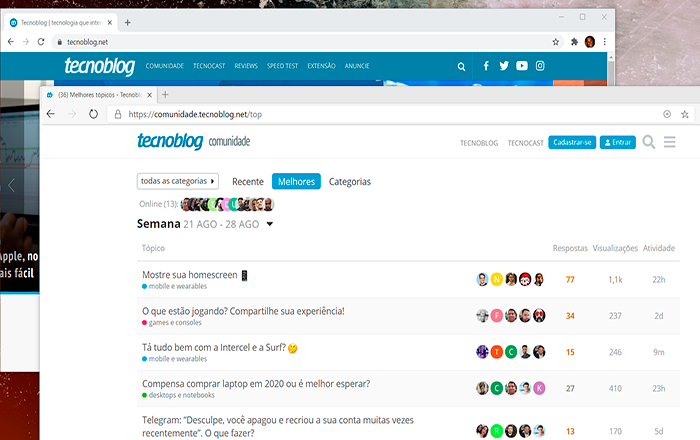 Tecnoblog | tecnologia que inter
tecnoblog.net
tecnoblog COMUNIDADE TECNOCAST REVIEWS SPEED TEST EXTENSÃO ANUNCIE
(36) Melhores tópicos - Tecnoblo
https://comunidade.tecnoblog.net/top
tecnoblog comunidade TECNOBLOG TECNOCAST Cadastrar-se Entrar
todas as categorias Recente Melhores Categorias
Online (13):
Semana 21 AGO - 28 AGO
Tópico Respostas Visualizações Atividade
Apple, no
ais fácil
Mostre sua homescreen 📱 N 77 1,1k 22h
mobile e wearables
O que estão jogando? Compartilhe sua experiência! F 34 237 2d
games e consoles
Tá tudo bem com a Intercel e a Surf? 🤔 T C 15 246 9m
mobile e wearables
Compensa comprar laptop em 2020 ou é melhor esperar? C K 27 410 23h
desktops e notebooks
Telegram: “Desculpe, você apagou e recriou a sua conta muitas vezes
recentemente”. O que fazer? 13 170 5d